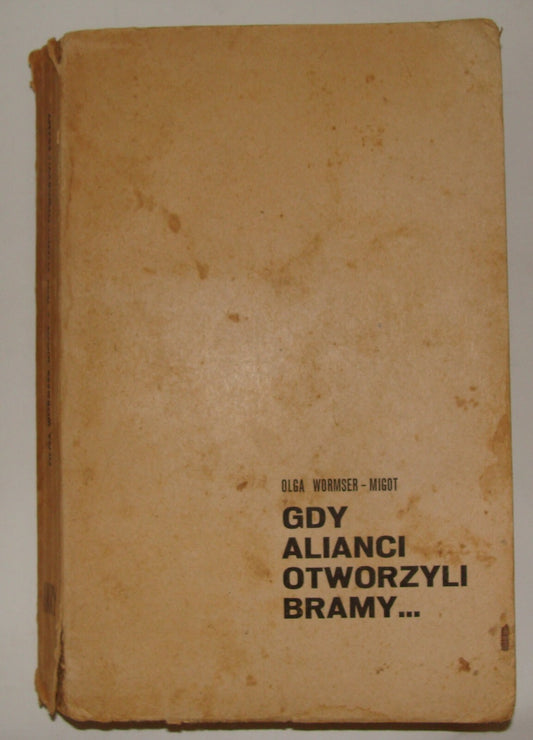 OLGA WORMSER-MIGOT
GDY
ALIANCI
OTWORZYLI
BRAMY...